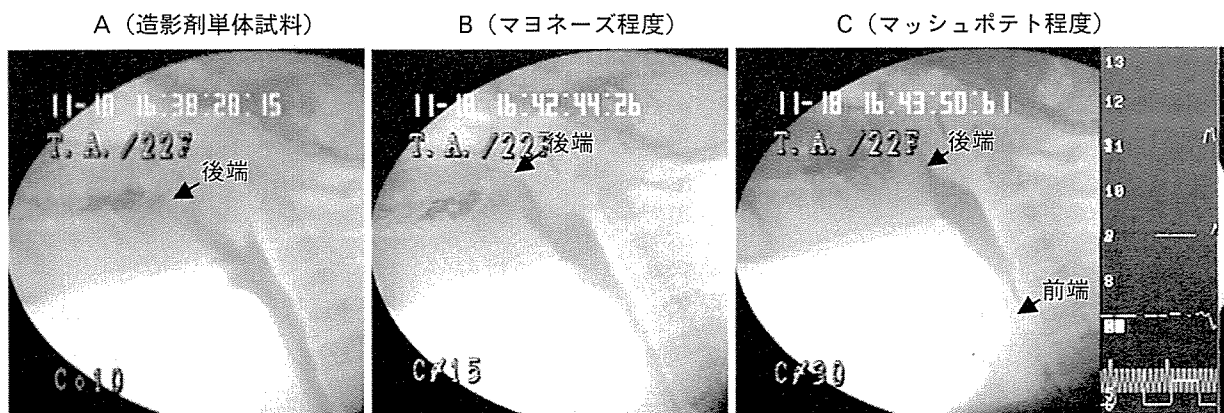 A(造影剤単体試料)
11-18 16:38:20:15
T. A. /22F
後端
B(マヨネーズ程度)
11-18 16:42:44:26
T. A. /22F
後端
C/15
C(マッシュポテト程度)
11-18 16:43:50:61
T. A. /22F
後端
前端
13
12
11
10
8